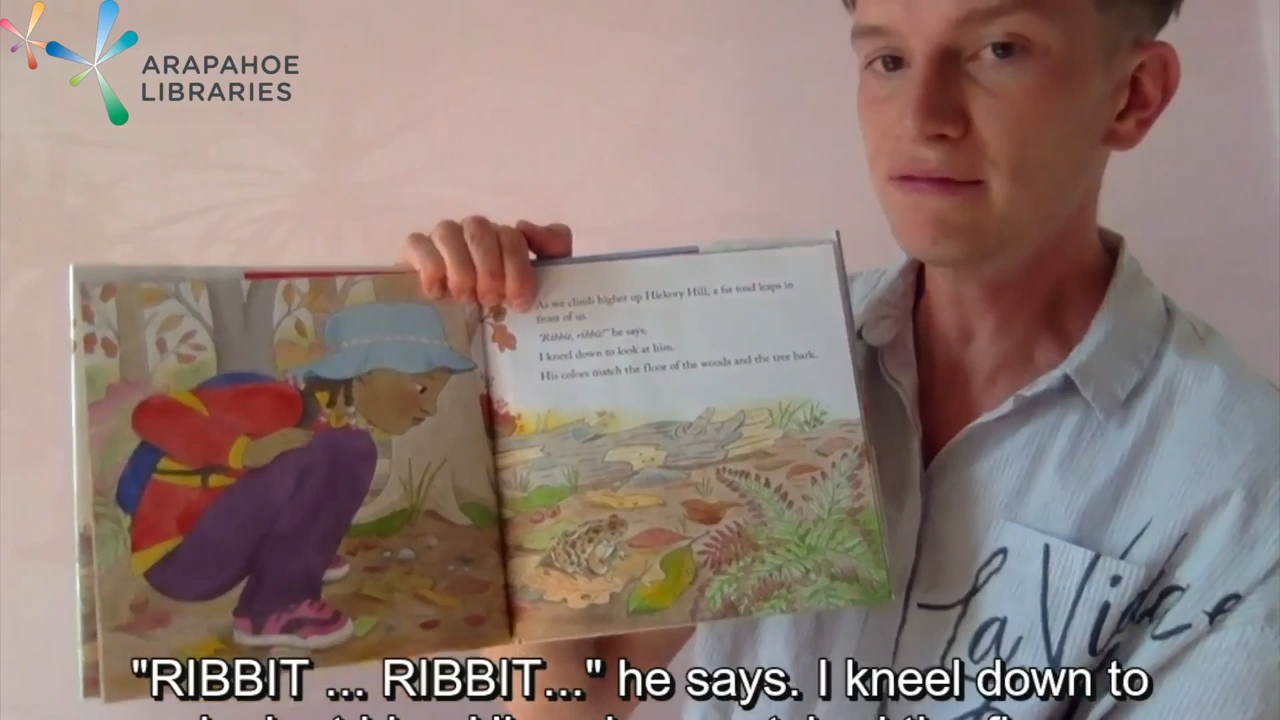 ARAPAHOE
LIBRARIES
As we climb higher up Hickory Hill, a fat toad leaps in
front of us.
"Ribbit, ribbit!" he says.
I kneel down to look at him.
His colors match the floor of the woods and the tree bark.
La Vida e
"RIBBIT ... RIBBIT..." he says. I kneel down to